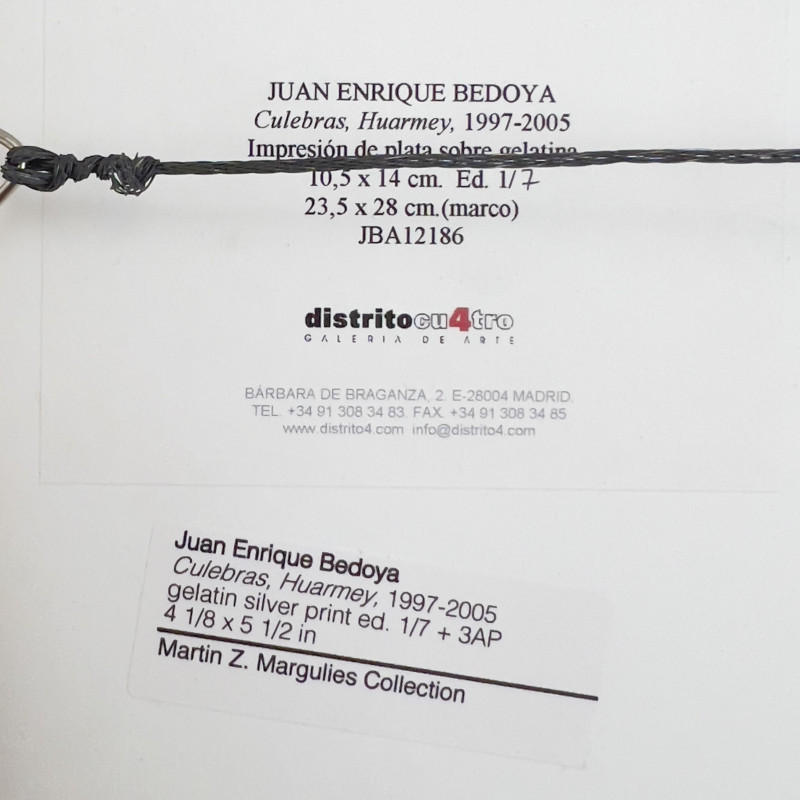 JUAN ENRIQUE BEDOYA
Culebras, Huarmey, 1997-2005
Impresión de plata sobre gelatina
10,5 x 14 cm. Ed. 1/7
23,5 x 28 cm.(marco)
JBA12186
distritocu4tro
GALERIA DE ARTE
BÁRBARA DE BRAGANZA, 2. E-28004 MADRID.
TEL. +34 91 308 34 83. FAX. +34 91 308 34 85
www.distrito4.com info@distrito4.com
Juan Enrique Bedoya
Culebras, Huarmey, 1997-2005
gelatin silver print ed. 1/7 + 3AP
4 1/8 x 5 1/2 in
Martin Z. Margulies Collection